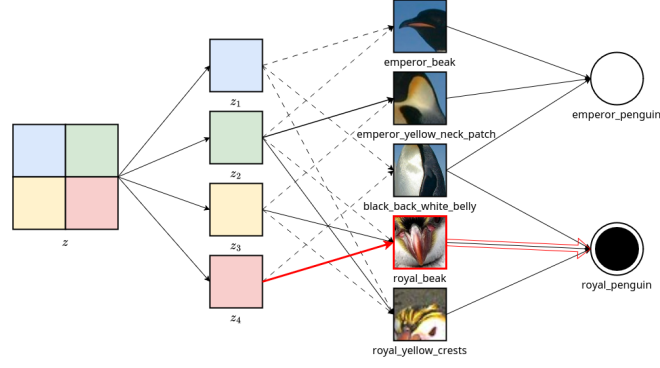 z
z₁
z₂
z₃
z₄
emperor_beak
emperor_yellow_neck_patch
black_back_white_belly
royal_beak
royal_yellow_crests
emperor_penguin
royal_penguin